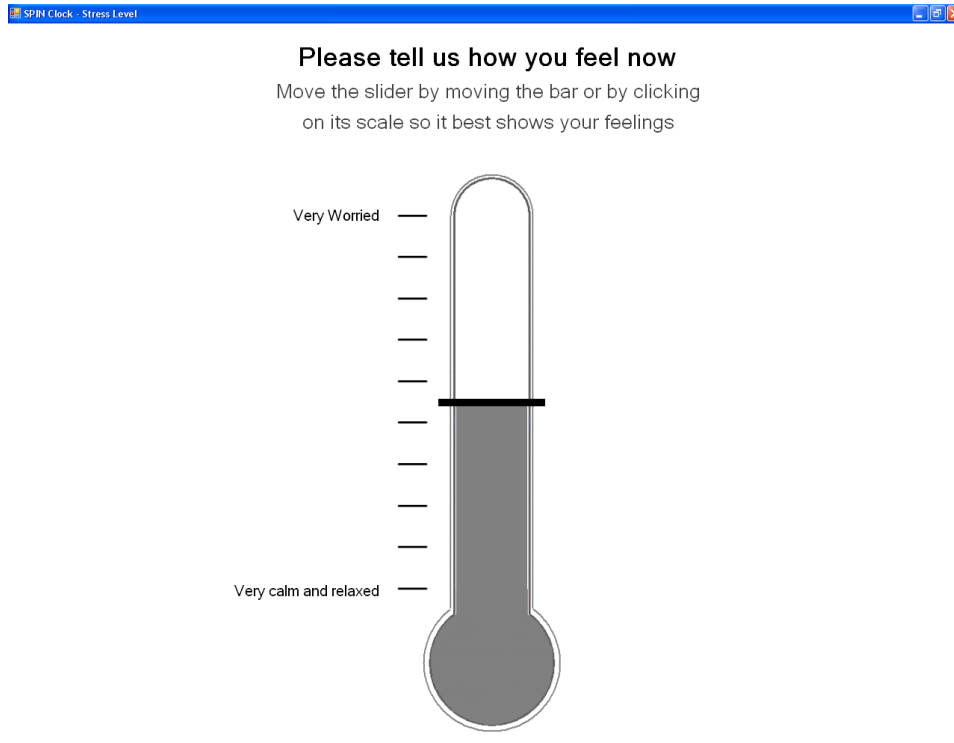 SPIN Clock - Stress Level
Please tell us how you feel now
Move the slider by moving the bar or by clicking
on its scale so it best shows your feelings
Very Worried
Very calm and relaxed